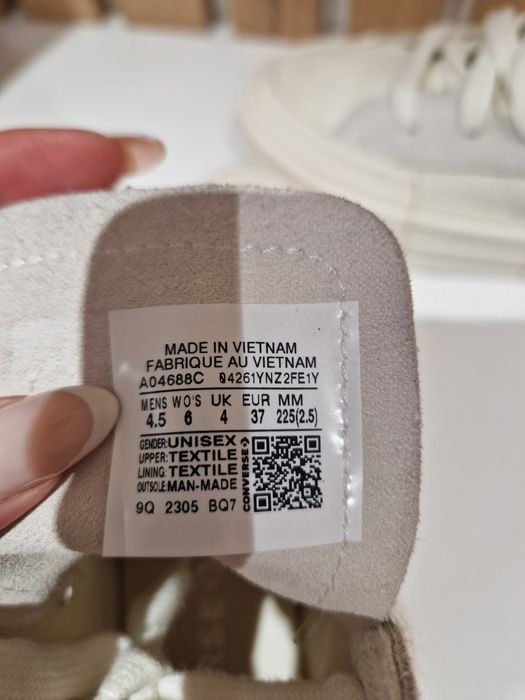 MADE IN VIETNAM
FABRIQUE AU VIETNAM
A04688C 04261YNZ2FE1Y
MENS WO'S UK EUR MM
4.5 6 4 37 225(2.5)
GENDER: UNISEX
UPPER: TEXTILE
LINING: TEXTILE
OUTSOLE: MAN-MADE
CONVERSE
9Q 2305 BQ7